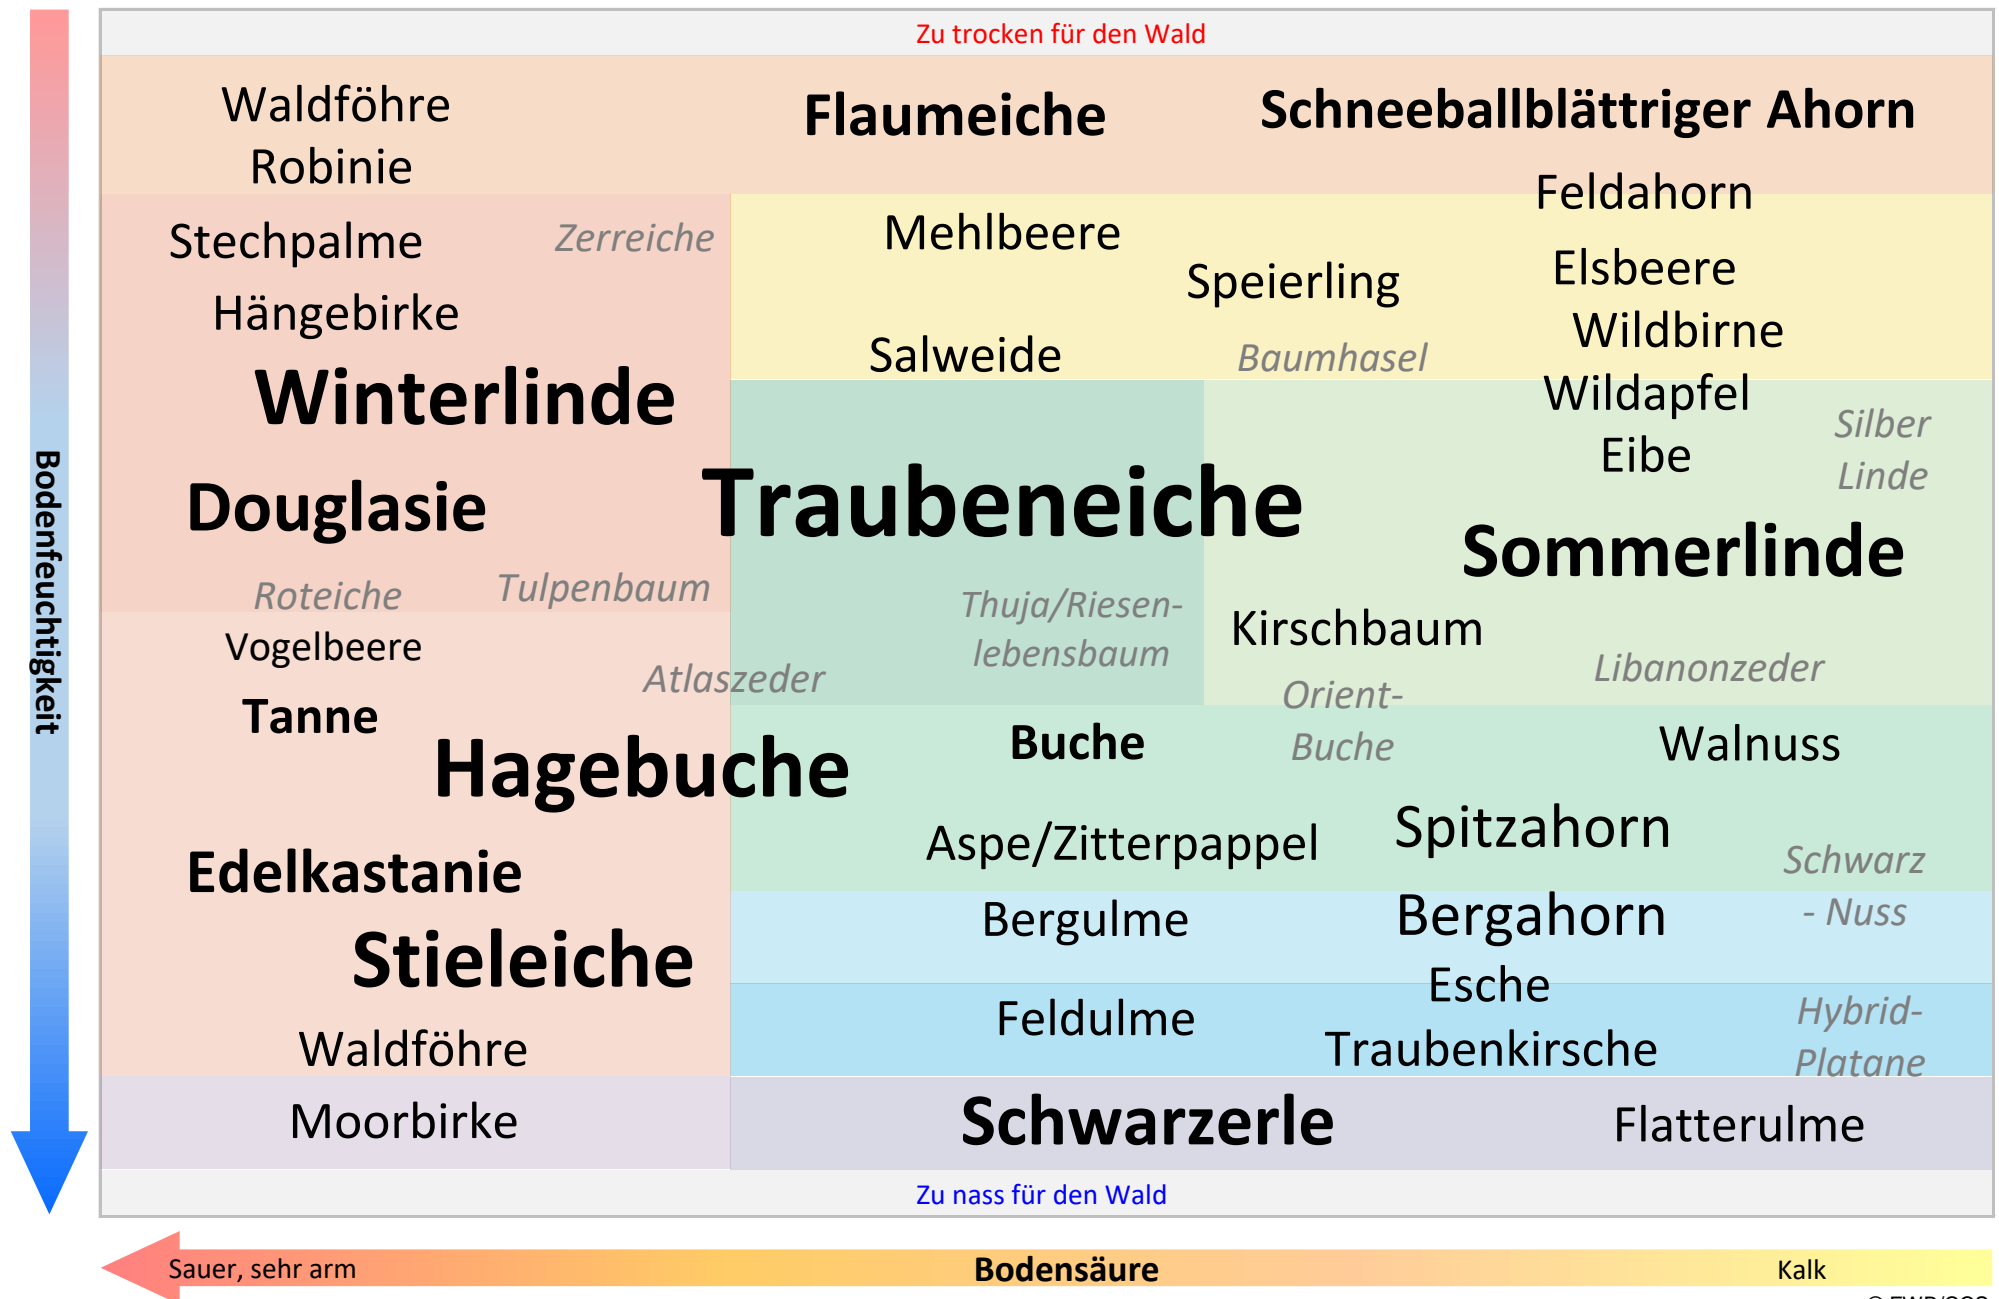 Zu trocken für den Wald
Waldföhre
Flaumeiche
Schneeballblättriger Ahorn
Robinie
Feldahorn
Stechpalme
Zerreiche
Mehlbeere
Speierling
Elsbeere
Hängebirke
Wildbirne
Salweide
Baumhasel
Winterlinde
Wildapfel
Silber
Linde
Eibe
Douglasie
Traubeneiche
Sommerlinde
Roteiche
Tulpenbaum
Thuja/Riesen-
lebensbaum
Kirschbaum
Vogelbeere
Atlaszeder
Libanonzeder
Orient-
Buche
Tanne
Hagebuche
Buche
Walnuss
Aspe/Zitterpappel
Spitzahorn
Schwarz
- Nuss
Edelkastanie
Bergulme
Bergahorn
Stieleiche
Esche
Feldulme
Hybrid-
Platane
Waldföhre
Traubenkirsche
Moorbirke
Schwarzerle
Flatterulme
Zu nass für den Wald
Bodenfeuchtigkeit
Sauer, sehr arm
Bodensäure
Kalk